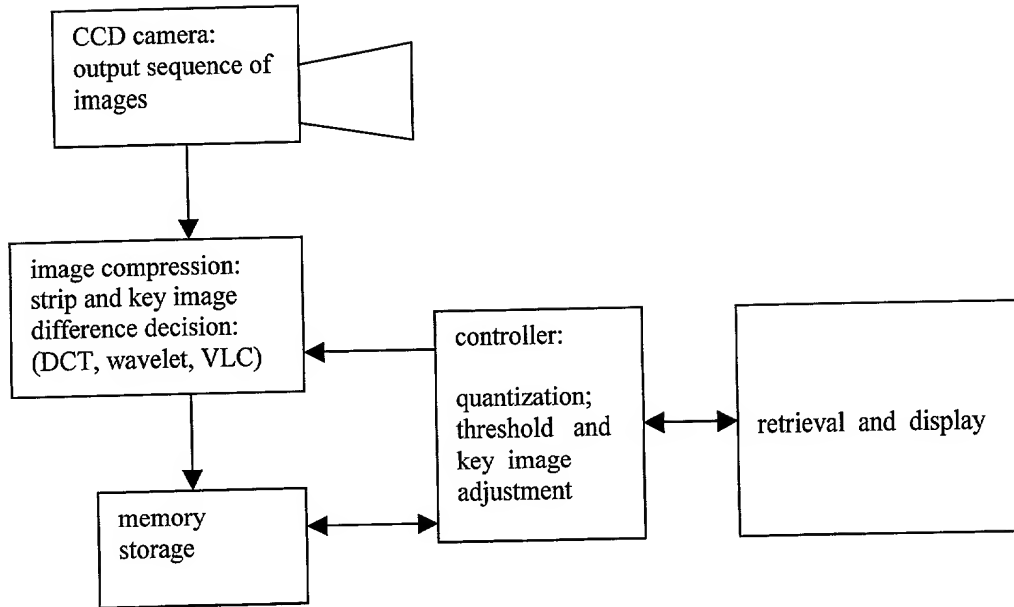 CCD camera:
output sequence of
images
image compression:
strip and key image
difference decision:
(DCT, wavelet, VLC)
controller:
quantization;
threshold and
key image
adjustment
retrieval and display
memory
storage